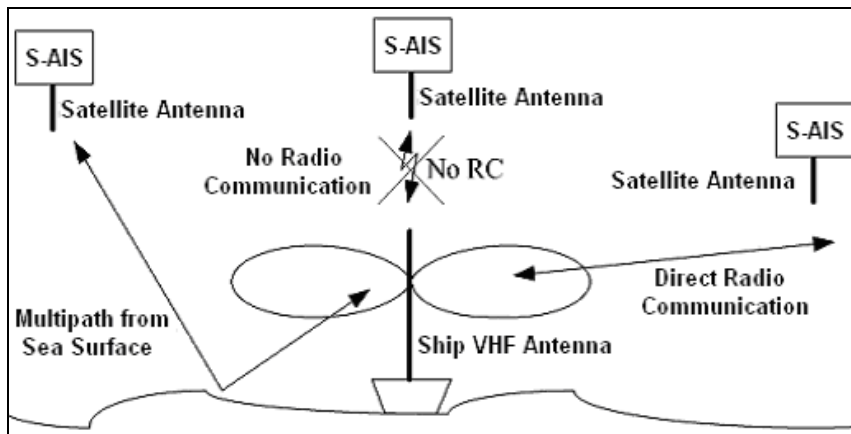 S-AIS
S-AIS
Satellite Antenna
Satellite Antenna
S-AIS
No Radio
Communication
No RC
Satellite Antenna
Direct Radio
Communication
Multipath from
Sea Surface
Ship VHF Antenna